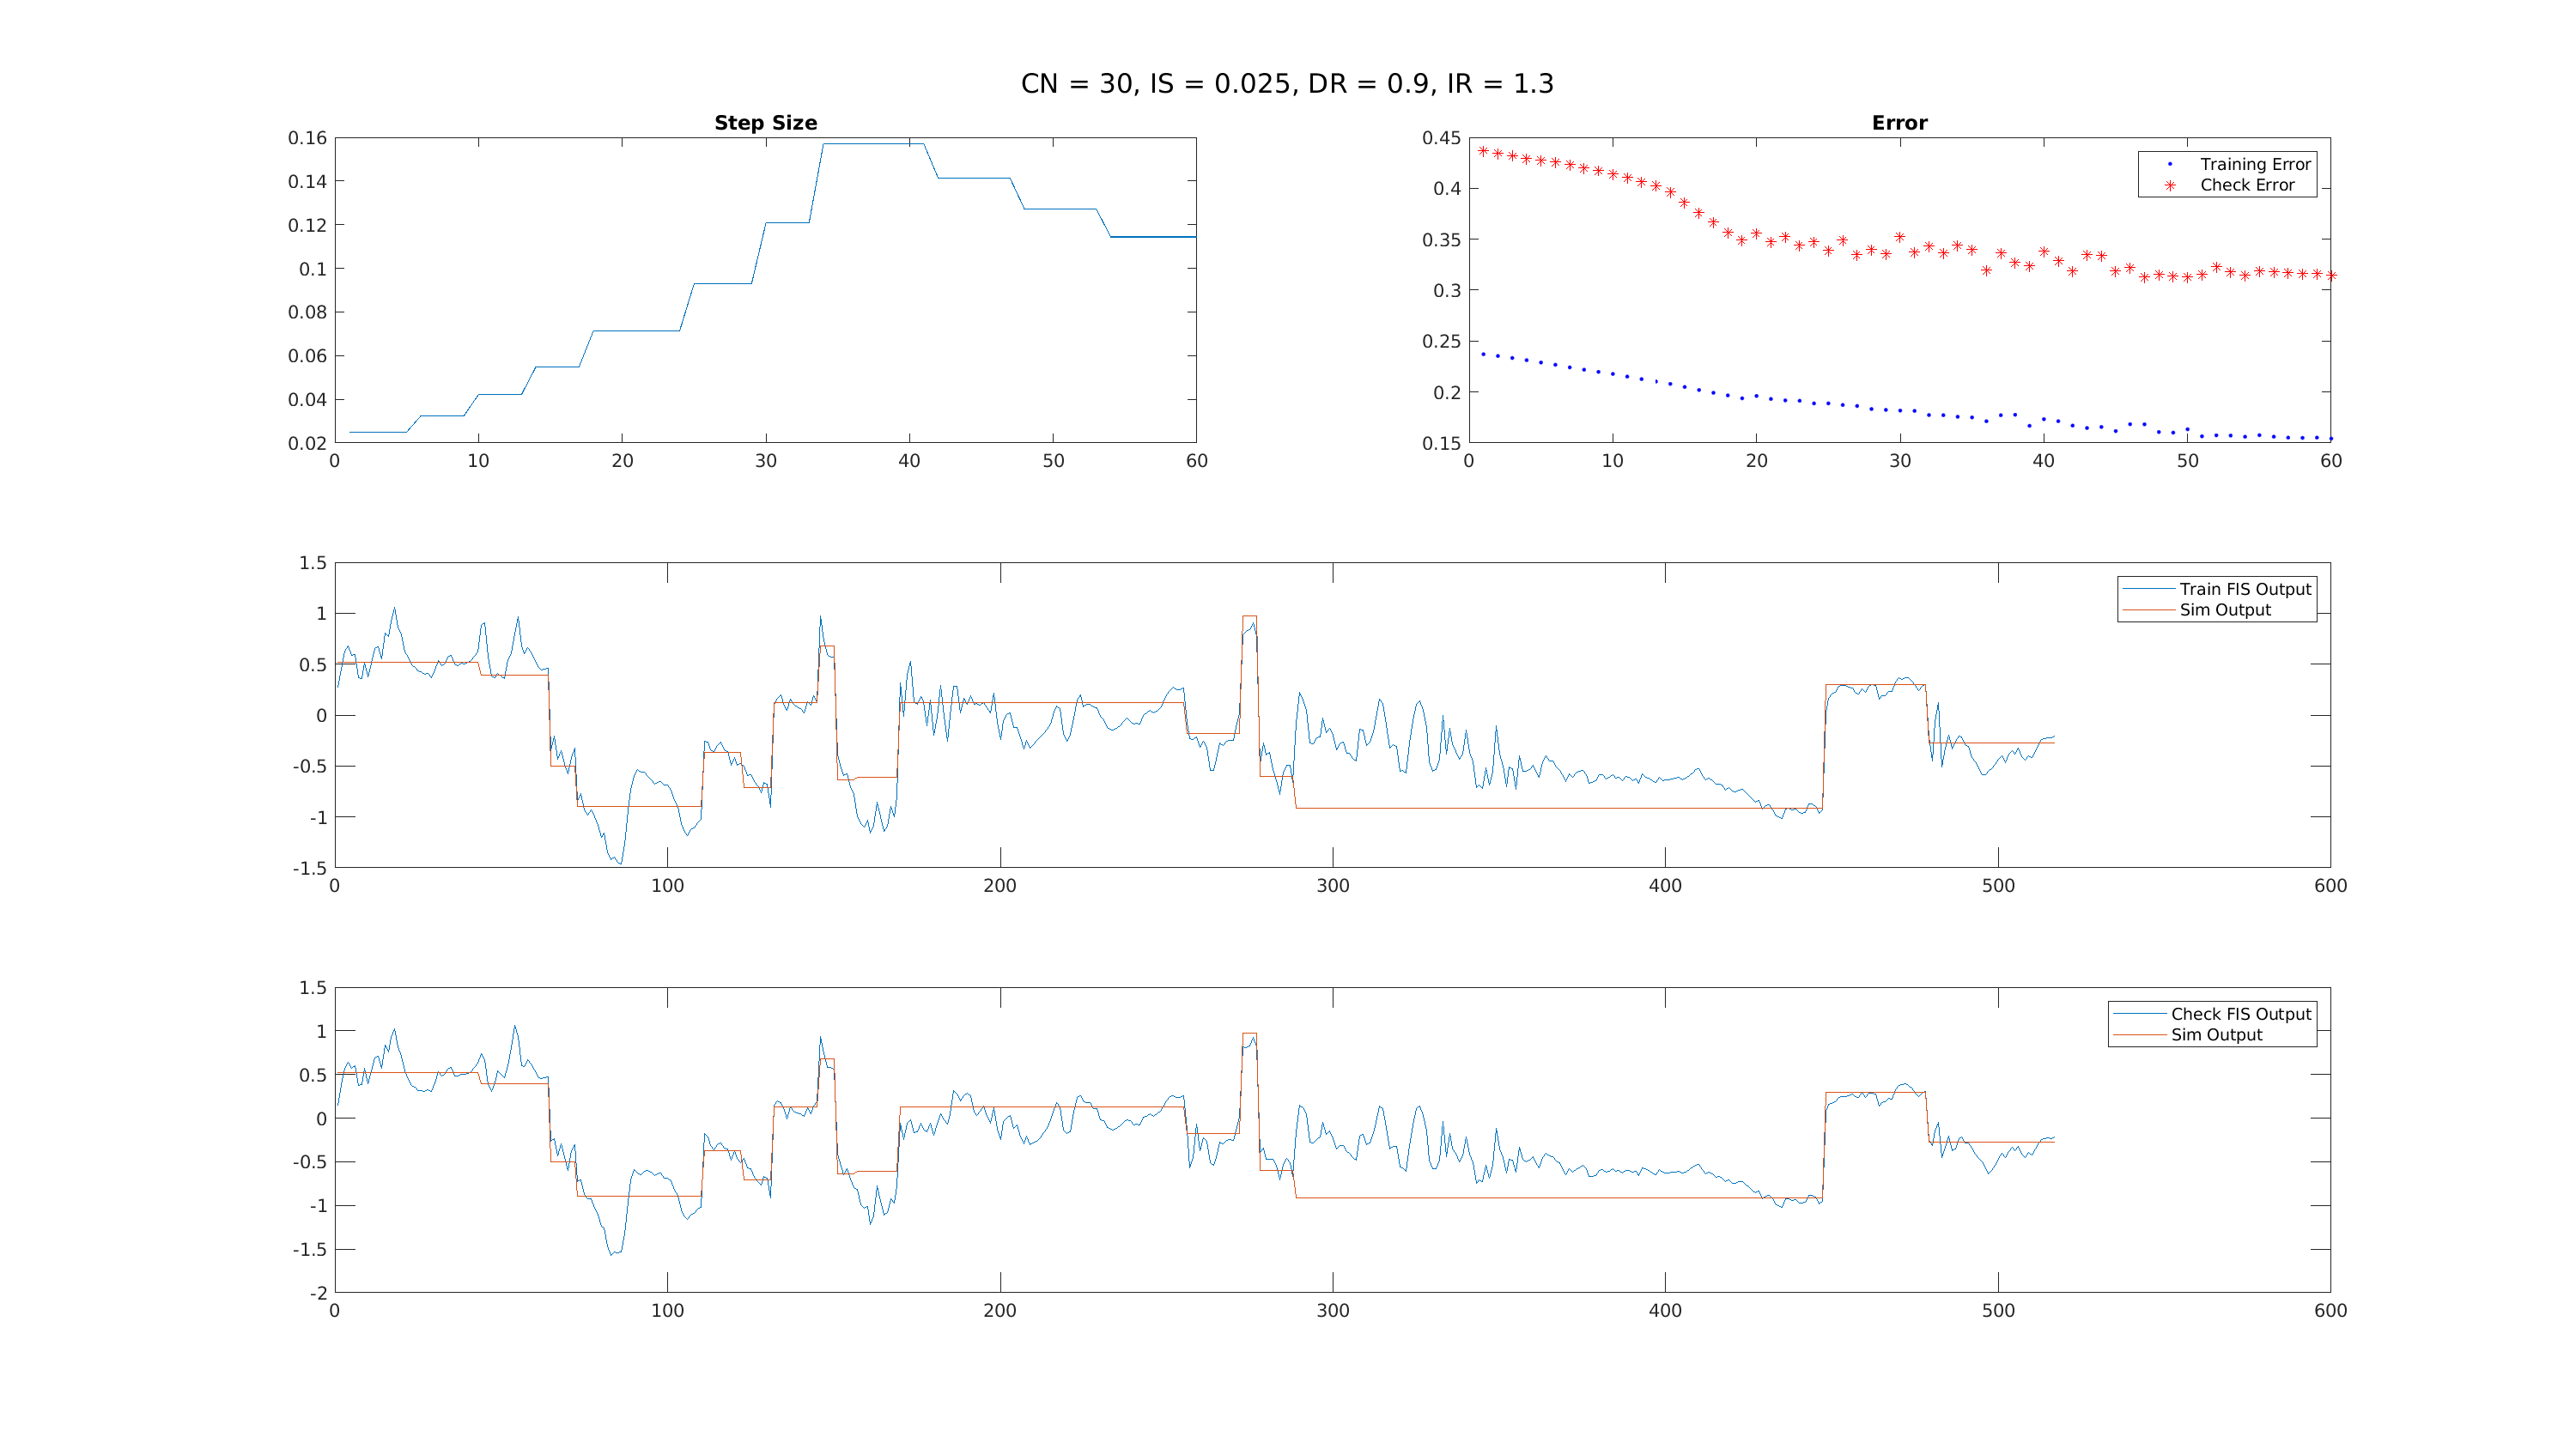 CN = 30, IS = 0.025, DR = 0.9, IR = 1.3
Step Size
0.16
0.14
0.12
0.1
0.08
0.06
0.04
0.02
0 10 20 30 40 50 60
Error
0.45
0.4
0.35
0.3
0.25
0.2
0.15
0 10 20 30 40 50 60
Training Error
Check Error
1.5
1
0.5
0
-0.5
-1
-1.5
0 100 200 300 400 500 600
Train FIS Output
Sim Output
1.5
1
0.5
0
-0.5
-1
-1.5
-2
0 100 200 300 400 500 600
Check FIS Output
Sim Output